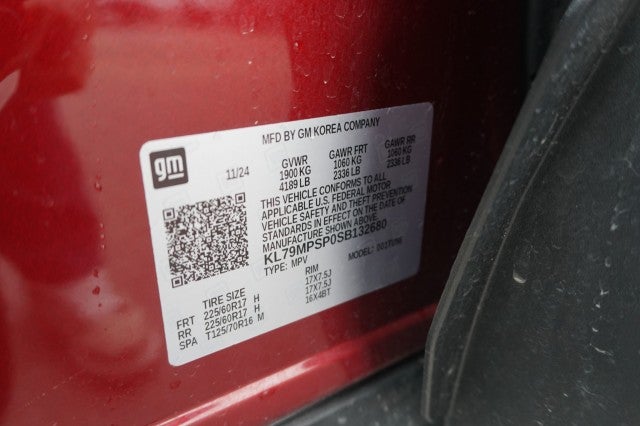 MFD BY GM KOREA COMPANY
gm
11/24
GVWR GAWR FRT GAWR RR
1900 KG 1060 KG 1060 KG
4189 LB 2336 LB 2336 LB
THIS VEHICLE CONFORMS TO ALL
APPLICABLE U.S. FEDERAL MOTOR
VEHICLE SAFETY AND THEFT PREVENTION
STANDARDS IN EFFECT ON THE DATE OF
MANUFACTURE SHOWN ABOVE.
KL79MPSP0SB132680
TYPE: MPV MODEL:
TIRE SIZE RIM
FRT 225/60R17 H 17X7.5J
RR 225/60R17 H 17X7.5J
SPA T125/70R16 M 16X4BT